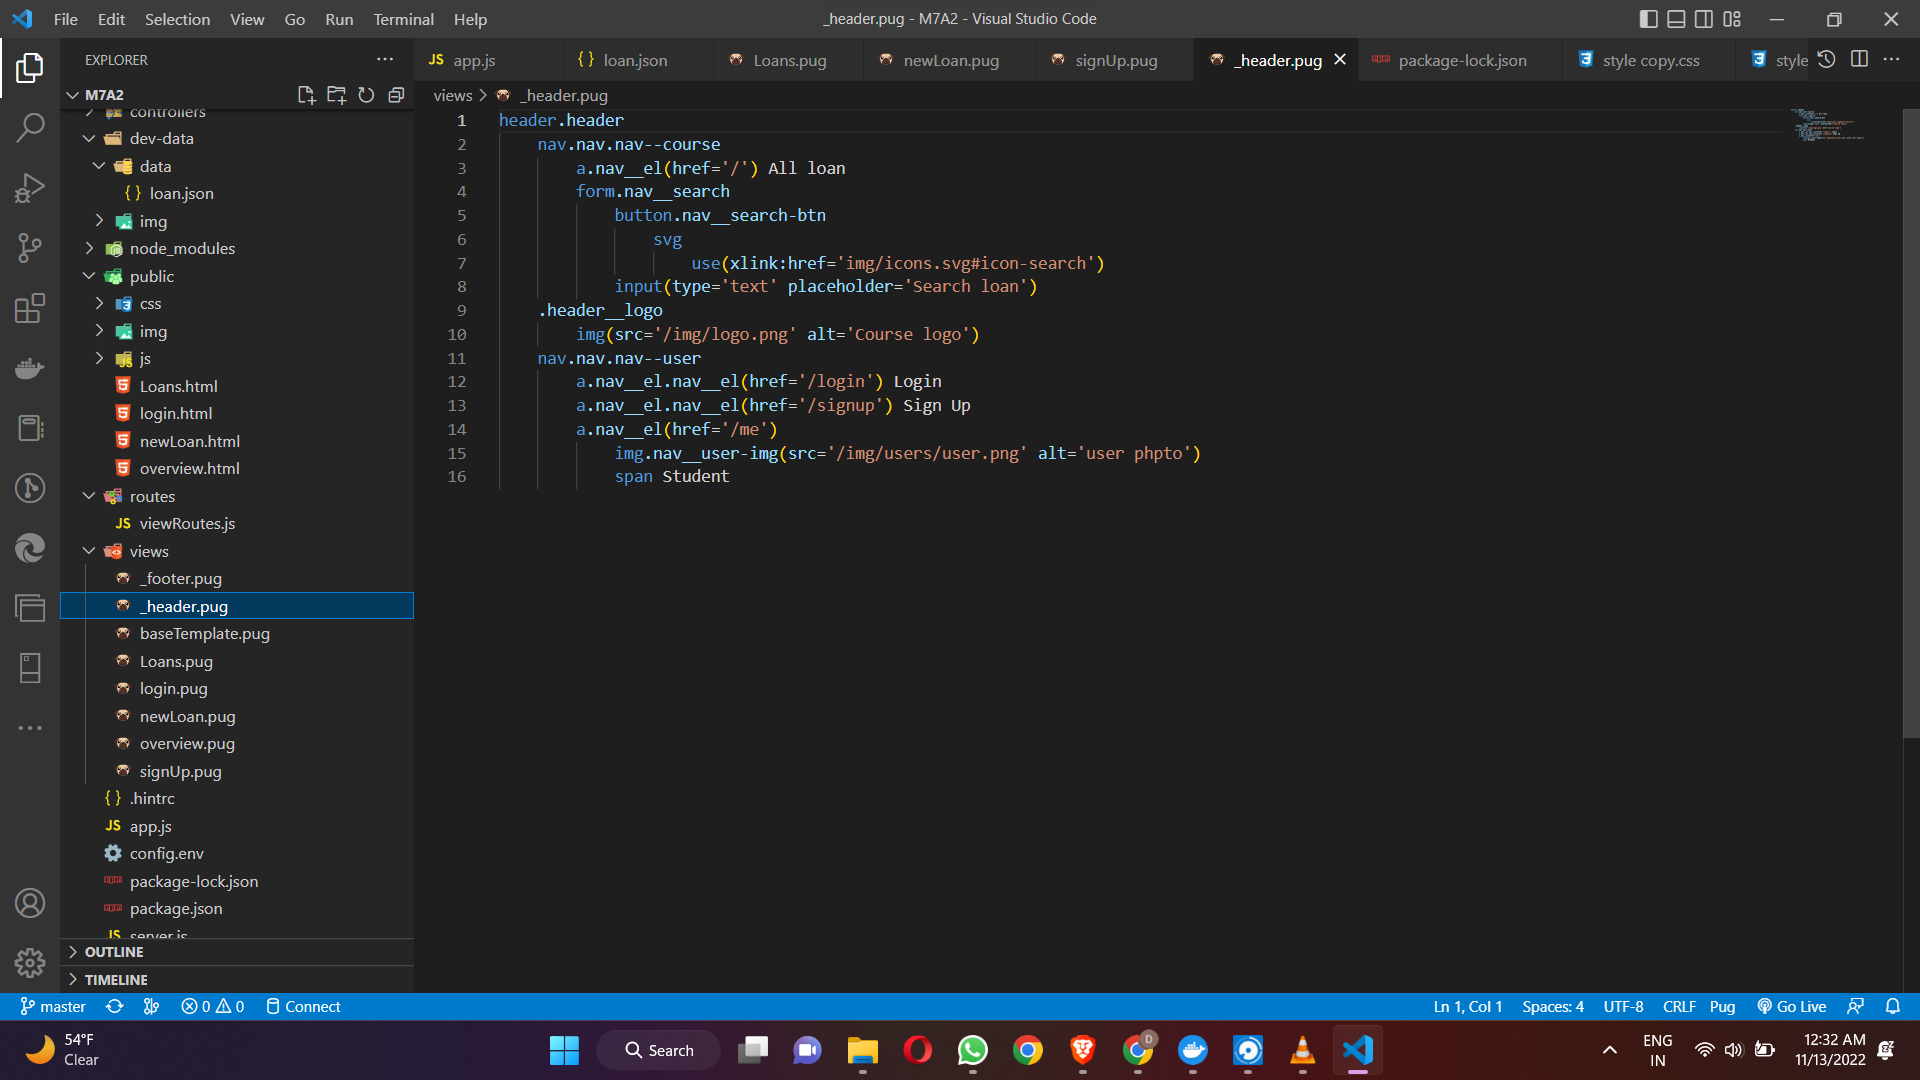 File Edit Selection View Go Run Terminal Help
_header.pug - M7A2 - Visual Studio Code
EXPLORER
M7A2
controllers
dev-data
data
loan.json
img
node_modules
public
css
img
js
Loans.html
login.html
newLoan.html
overview.html
routes
viewRoutes.js
views
_footer.pug
_header.pug
baseTemplate.pug
Loans.pug
login.pug
newLoan.pug
overview.pug
signUp.pug
.hintrc
app.js
config.env
package-lock.json
package.json
server.js
OUTLINE
TIMELINE
app.js loan.json Loans.pug newLoan.pug signUp.pug _header.pug package-lock.json style copy.css style
views > _header.pug
1 header.header
2 nav.nav.nav--course
3 a.nav__el(href='/') All loan
4 form.nav__search
5 button.nav__search-btn
6 svg
7 use(xlink:href='img/icons.svg#icon-search')
8 input(type='text' placeholder='Search loan')
9 .header__logo
10 img(src='/img/logo.png' alt='Course logo')
11 nav.nav.nav--user
12 a.nav__el.nav__el(href='/login') Login
13 a.nav__el.nav__el(href='/signup') Sign Up
14 a.nav__el(href='/me')
15 img.nav__user-img(src='/img/users/user.png' alt='user phpto')
16 span Student
master 0 0 Connect
Ln 1, Col 1 Spaces: 4 UTF-8 CRLF Pug Go Live
54°F
Clear
Search
D
ENG
IN
12:32 AM
11/13/2022